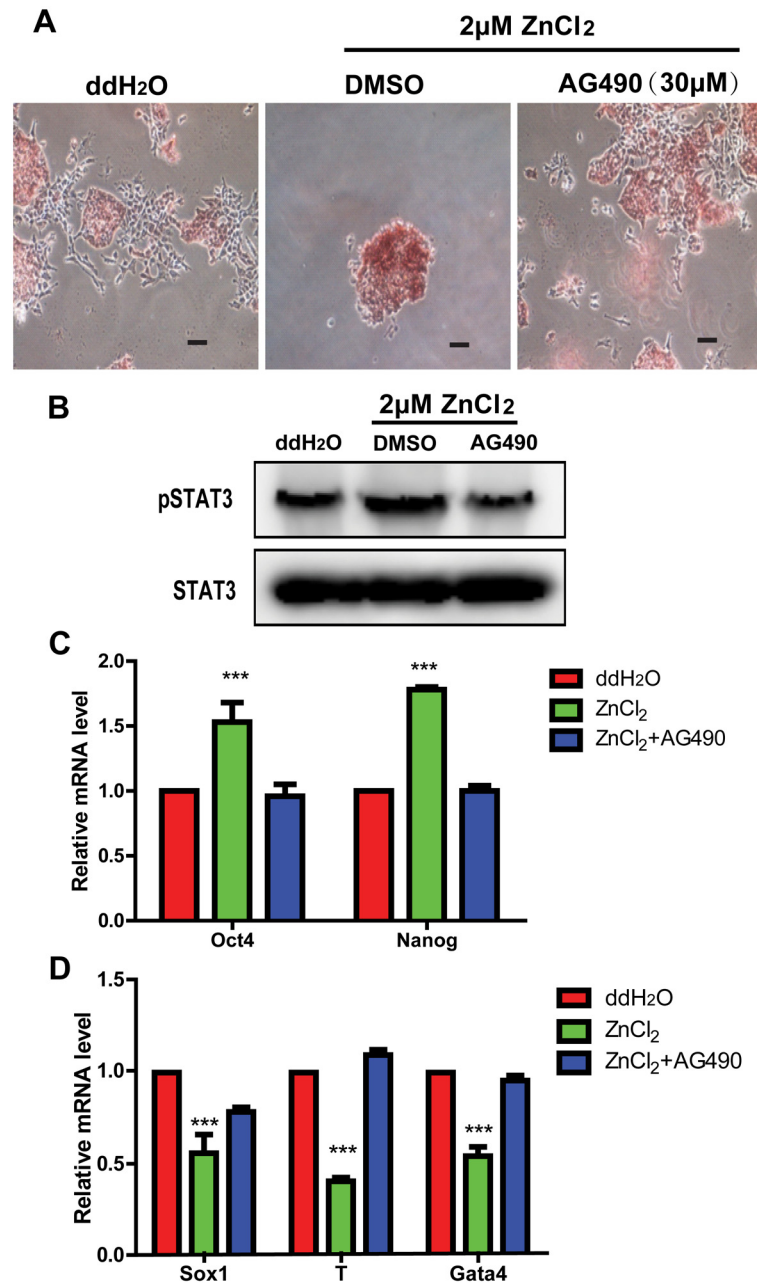 A
2μM ZnCl2
ddH2O
DMSO
AG490（30μM）
B
2μM ZnCl2
ddH2O
DMSO
AG490
pSTAT3
STAT3
C
Relative mRNA level
2.0
1.5
1.0
0.5
0.0
***
***
Oct4
Nanog
ddH2O
ZnCl2
ZnCl2+AG490
D
Relative mRNA level
1.5
1.0
0.5
0.0
***
***
***
Sox1
T
Gata4
ddH2O
ZnCl2
ZnCl2+AG490